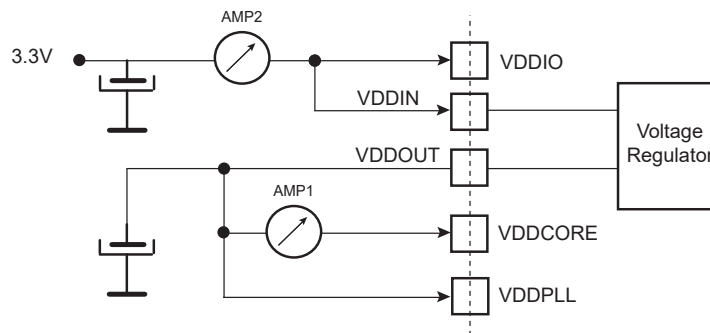 AMP2
3.3V
VDDIO
VDDIN
Voltage
Regulator
VDDOUT
AMP1
VDDCORE
VDDPLL